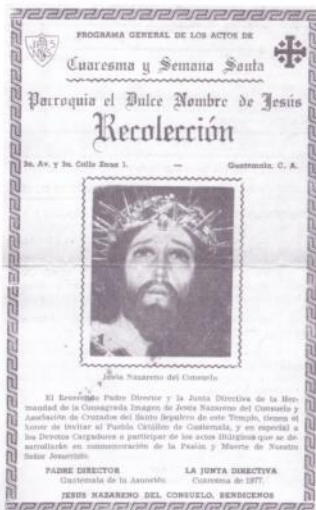 PROGRAMA GENERAL DE LOS ACTOS DE
Cuaresma y Semana Santa
Parroquia el Dulce Nombre de Jesús
Recolección
3a. Av. y 3a. Calle Zona 1. — Guatemala, C. A.
Jesús Nazareno del Consuelo
El Reverendo Padre Director y la Junta Directiva de la Her-
mandad de la Consagrada Imagen de Jesús Nazareno del Consuelo y
Asociación de Cruzados del Santo Sepulcro de este Templo, tienen el
honor de invitar al Pueblo Católico de Guatemala, y en especial a
los Devotos Cargadores a participar de los actos litúrgicos que se de-
sarrollarán en conmemoración de la Pasión y Muerte de Nuestro
Señor Jesucristo.
PADRE DIRECTOR LA JUNTA DIRECTIVA
Guatemala de la Asunción. Cuaresma de 1977.
JESUS NAZARENO DEL CONSUELO, BENDICENOS